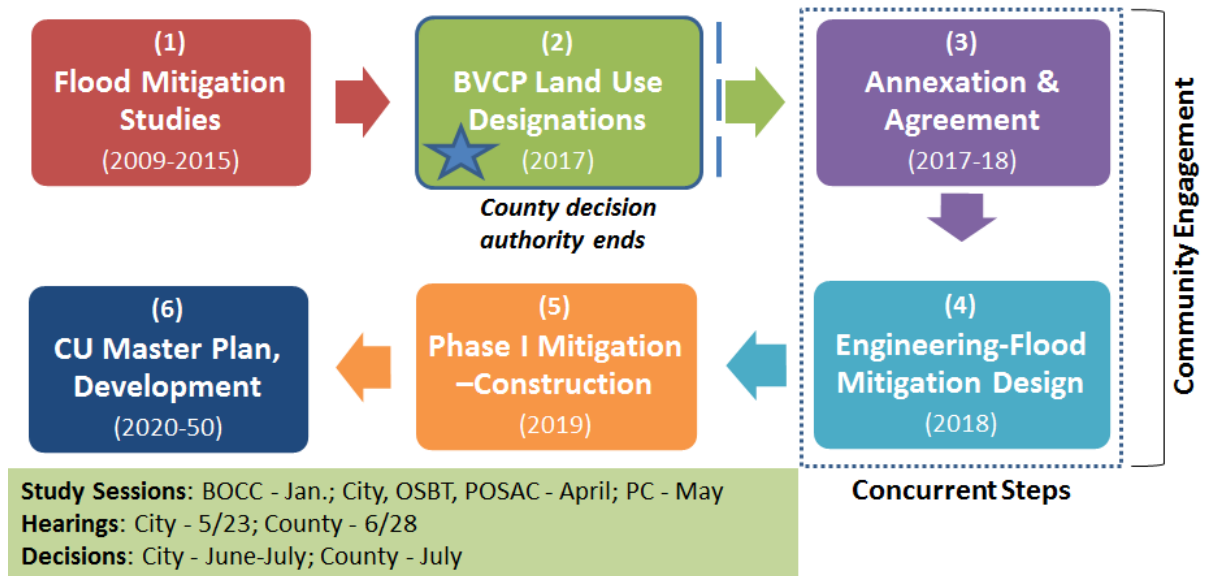 (1)
Flood Mitigation
Studies
(2009-2015)
(2)
BVCP Land Use
Designations
(2017)
County decision
authority ends
(3)
Annexation &
Agreement
(2017-18)
(4)
Engineering-Flood
Mitigation Design
(2018)
Concurrent Steps
Community Engagement
(5)
Phase I Mitigation
–Construction
(2019)
(6)
CU Master Plan,
Development
(2020-50)
Study Sessions: BOCC - Jan.; City, OSBT, POSAC - April; PC - May
Hearings: City - 5/23; County - 6/28
Decisions: City - June-July; County - July